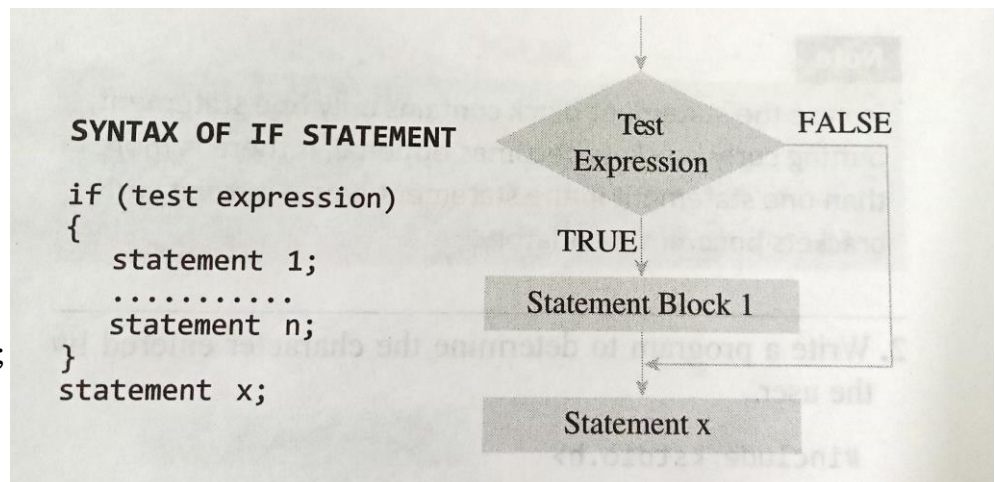 SYNTAX OF IF STATEMENT
if (test expression)
{
statement 1;
...........
statement n;
}
statement x;
Test
Expression
FALSE
TRUE
Statement Block 1
Statement x
;